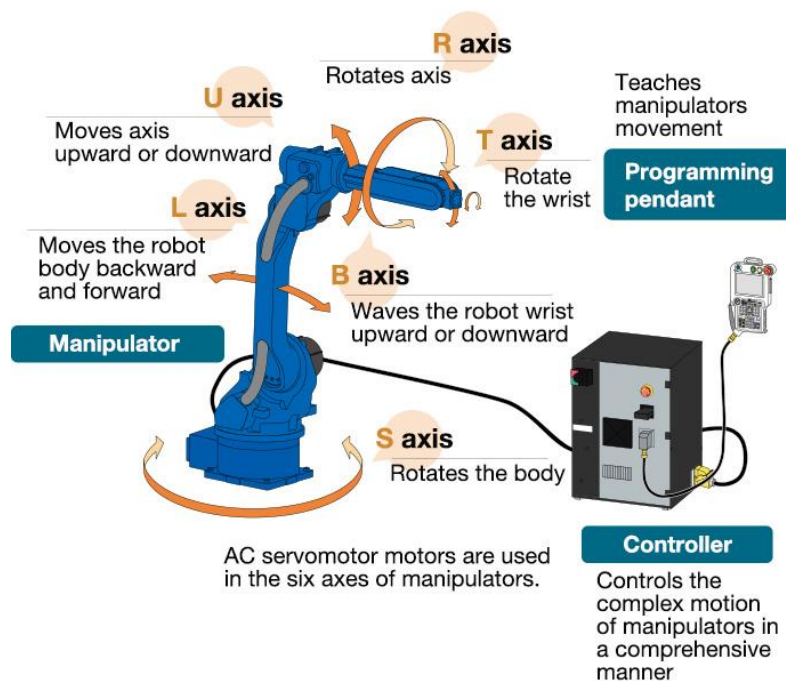 R axis
Rotates axis
U axis
Moves axis
upward or downward
T axis
Rotate
the wrist
Teaches
manipulators
movement
Programming
pendant
L axis
Moves the robot
body backward
and forward
B axis
Waves the robot wrist
upward or downward
Manipulator
S axis
Rotates the body
AC servomotor motors are used
in the six axes of manipulators.
Controller
Controls the
complex motion
of manipulators in
a comprehensive
manner